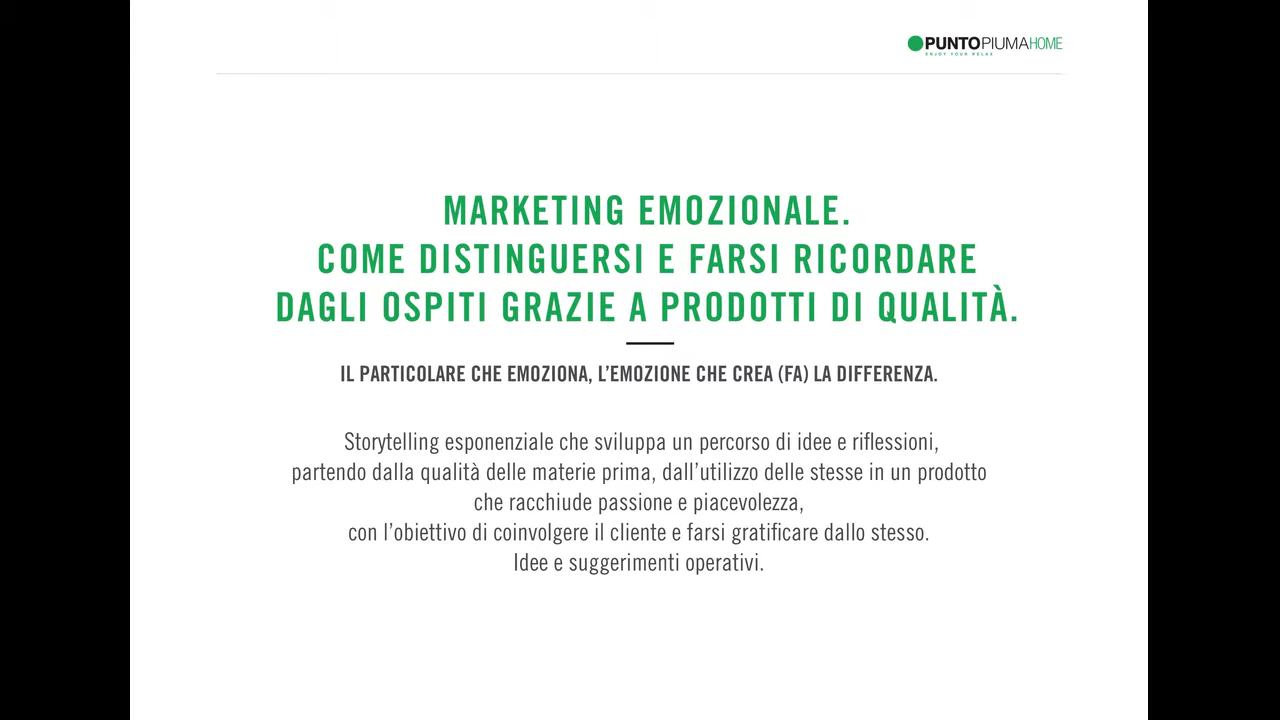 PUNTOPIUMAHOME
ENJOY YOUR RELAX
MARKETING EMOZIONALE.
COME DISTINGUERSI E FARSI RICORDARE
DAGLI OSPITI GRAZIE A PRODOTTI DI QUALITÀ.
IL PARTICOLARE CHE EMOZIONA, L'EMOZIONE CHE CREA (FA) LA DIFFERENZA.
Storytelling esponenziale che sviluppa un percorso di idee e riflessioni,
partendo dalla qualità delle materie prima, dall'utilizzo delle stesse in un prodotto
che racchiude passione e piacevolezza,
con l'obiettivo di coinvolgere il cliente e farsi gratificare dallo stesso.
Idee e suggerimenti operativi.